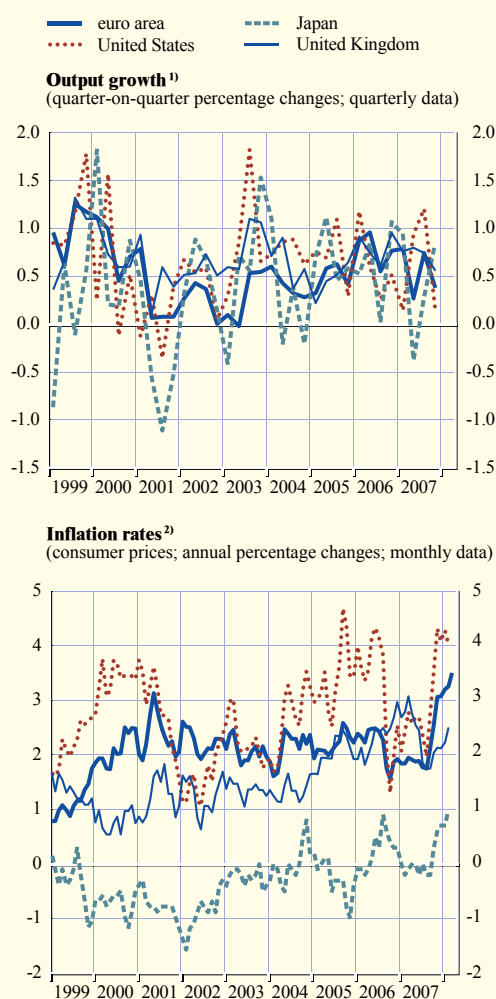 euro area
Japan
United States
United Kingdom
Output growth 1)
(quarter-on-quarter percentage changes; quarterly data)
2.0 2.0
1.5 1.5
1.0 1.0
0.5 0.5
0.0 0.0
-0.5 -0.5
-1.0 -1.0
-1.5 -1.5
1999 2000 2001 2002 2003 2004 2005 2006 2007
Inflation rates 2)
(consumer prices; annual percentage changes; monthly data)
5 5
4 4
3 3
2 2
1 1
0 0
-1 -1
-2 -2
1999 2000 2001 2002 2003 2004 2005 2006 2007